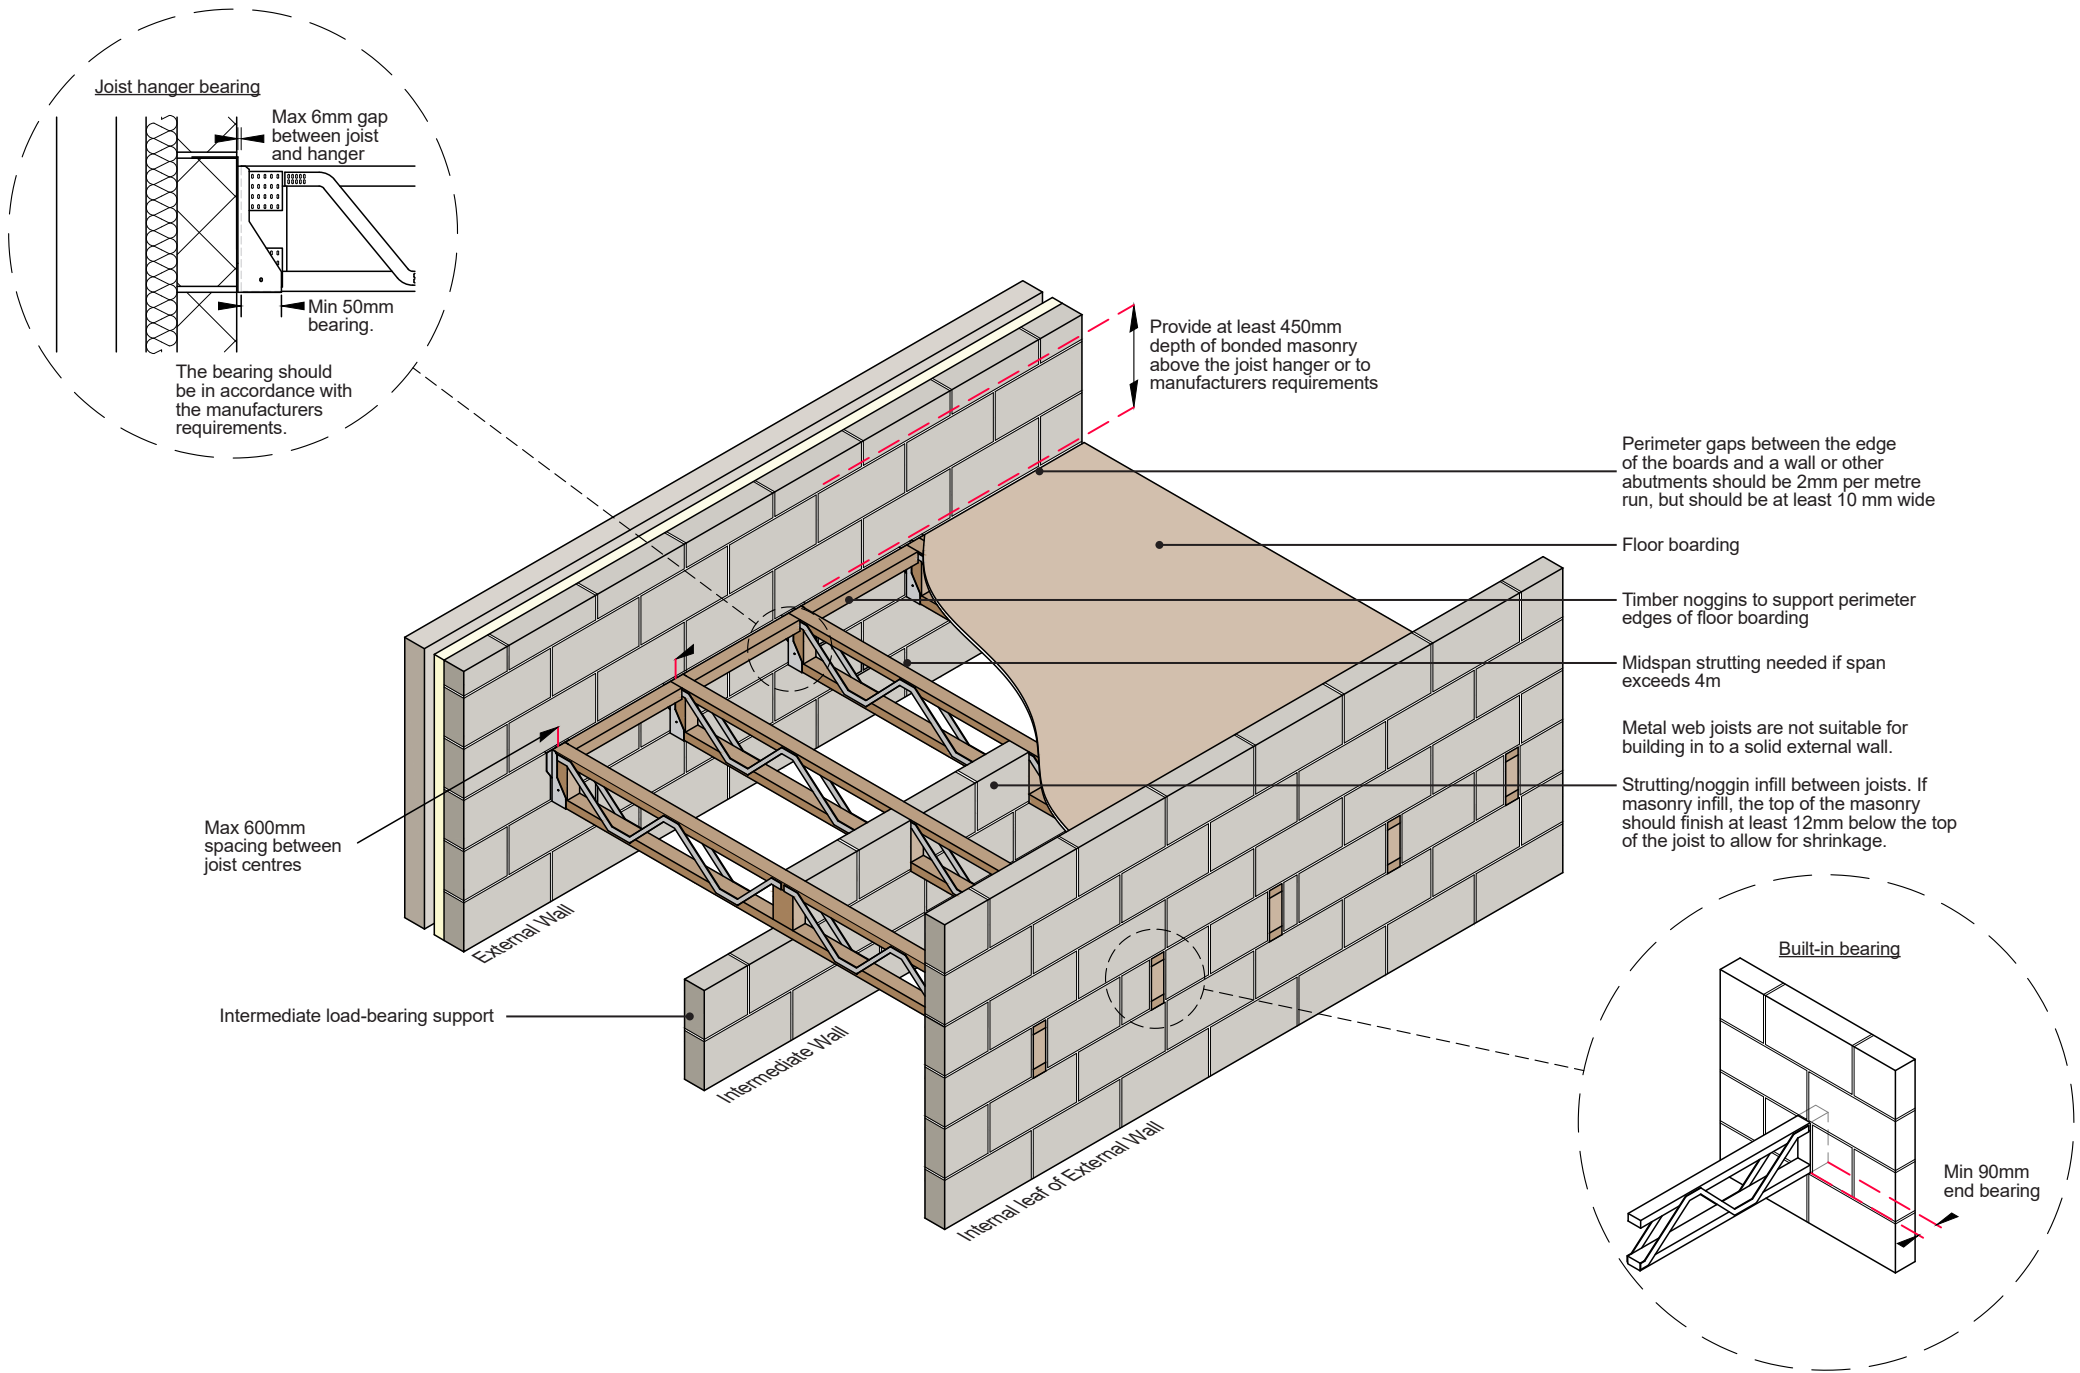 Joist hanger bearing
Max 6mm gap
between joist
and hanger
Min 50mm
bearing.
The bearing should
be in accordance with
the manufacturers
requirements.
Provide at least 450mm
depth of bonded masonry
above the joist hanger or to
manufacturers requirements
Perimeter gaps between the edge
of the boards and a wall or other
abutments should be 2mm per metre
run, but should be at least 10 mm wide
Floor boarding
Timber noggins to support perimeter
edges of floor boarding
Midspan strutting needed if span
exceeds 4m
Metal web joists are not suitable for
building in to a solid external wall.
Strutting/noggin infill between joists. If
masonry infill, the top of the masonry
should finish at least 12mm below the top
of the joist to allow for shrinkage.
Max 600mm
spacing between
joist centres
External Wall
Intermediate load-bearing support
Intermediate Wall
Internal leaf of External Wall
Built-in bearing
Min 90mm
end bearing